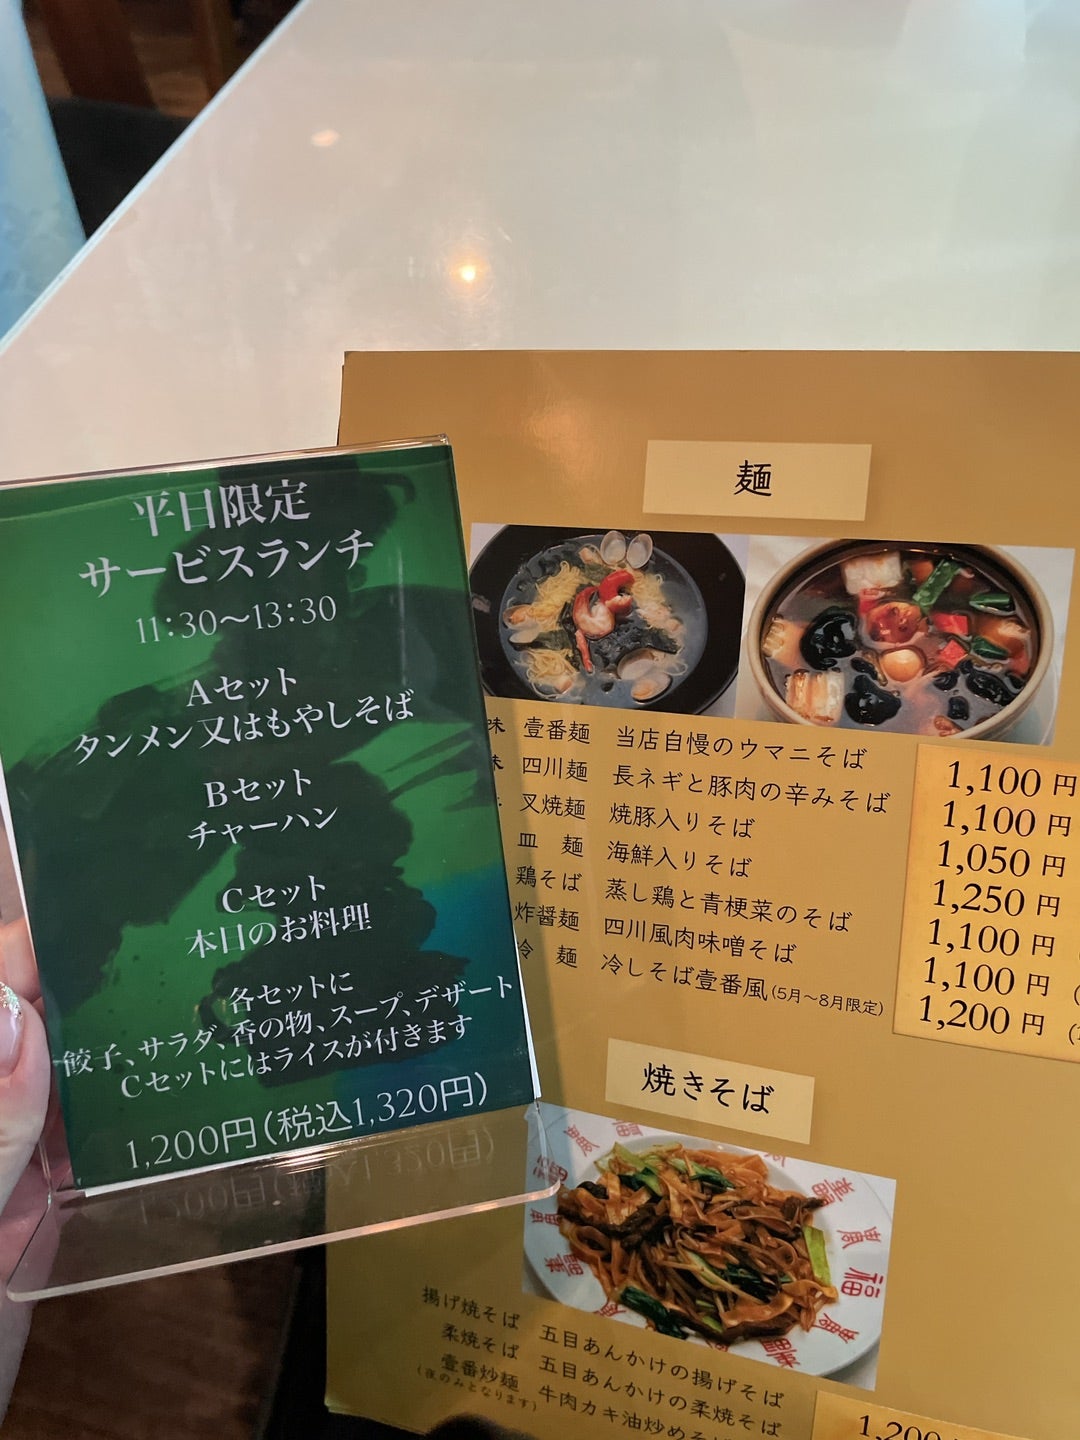 平日限定
サービスランチ
11:30〜13:30
Aセット
タンメン又はもやしそば
Bセット
チャーハン
Cセット
本日のお料理
各セットに
餃子、サラダ、香の物、スープ、デザート
Cセットにはライスが付きます
1,200円(税込1,320円)
麺
味 壹番麺 当店自慢のウマニそば 1,100円
味 四川麺 長ネギと豚肉の辛みそば 1,100円
叉焼麺 焼豚入りそば 1,050円
皿 麺 海鮮入りそば 1,250円
鶏そば 蒸し鶏と青梗菜のそば 1,100円
炸醤麺 四川風肉味噌そば 1,100円
冷 麺 冷しそば壹番風(5月〜8月限定) 1,200円
焼きそば
福
揚げ焼そば 五目あんかけの揚げそば 1,200
柔焼そば 五目あんかけの柔焼そば
壹番炒麺 牛肉カキ油炒めそば
(夜のみとなります)